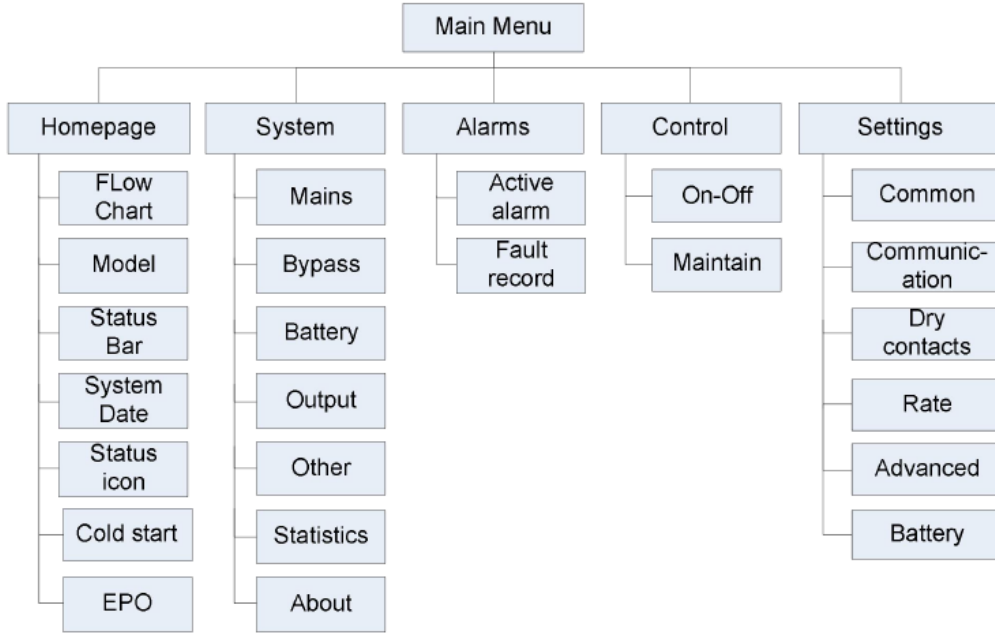 Main Menu
Homepage
System
Alarms
Control
Settings
FLow
Chart
Model
Status
Bar
System
Date
Status
icon
Cold start
EPO
Mains
Bypass
Battery
Output
Other
Statistics
About
Active
alarm
Fault
record
On-Off
Maintain
Common
Communic-
ation
Dry
contacts
Rate
Advanced
Battery